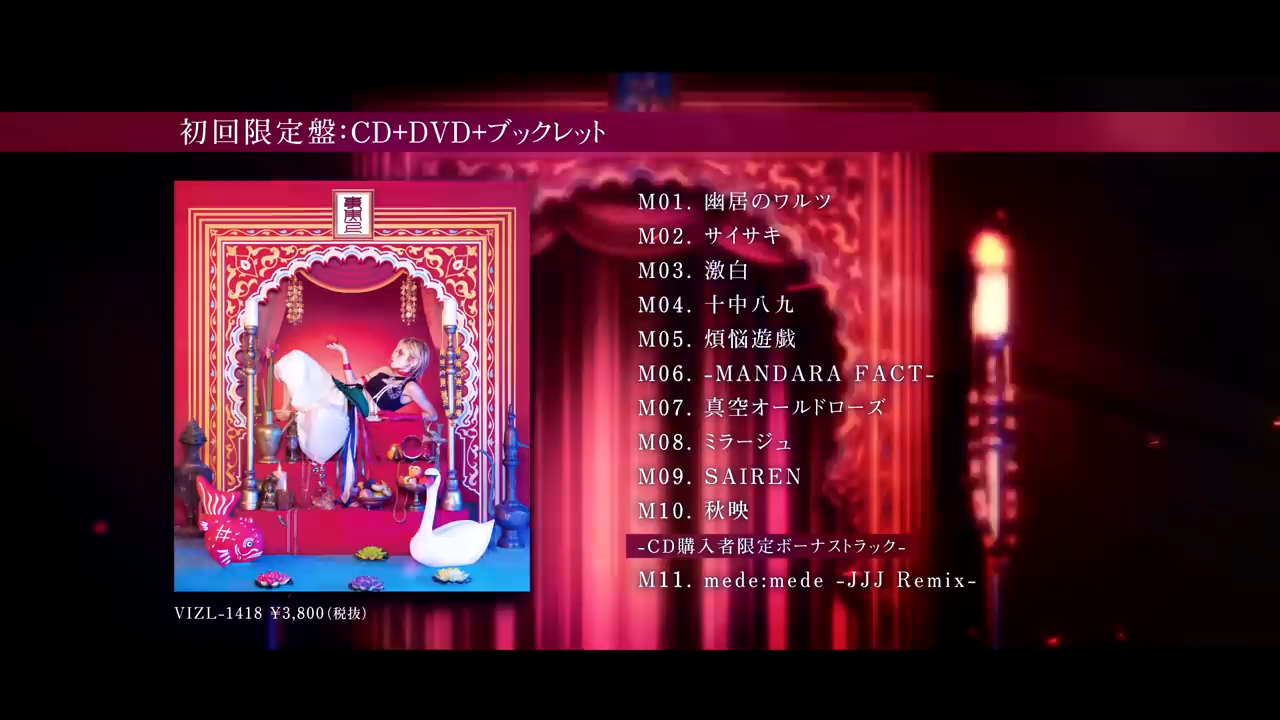 初回限定盤:CD+DVD+ブックレット
M01. 幽居のワルツ
M02. サイサキ
M03. 激白
M04. 十中八九
M05. 煩悩遊戯
M06. -MANDARA FACT-
M07. 真空オールドローズ
M08. ミラージュ
M09. SAIREN
M10. 秋映
-CD購入者限定ボーナストラック-
M11. mede:mede -JJJ Remix-
VIZL-1418 ¥3,800(税抜)